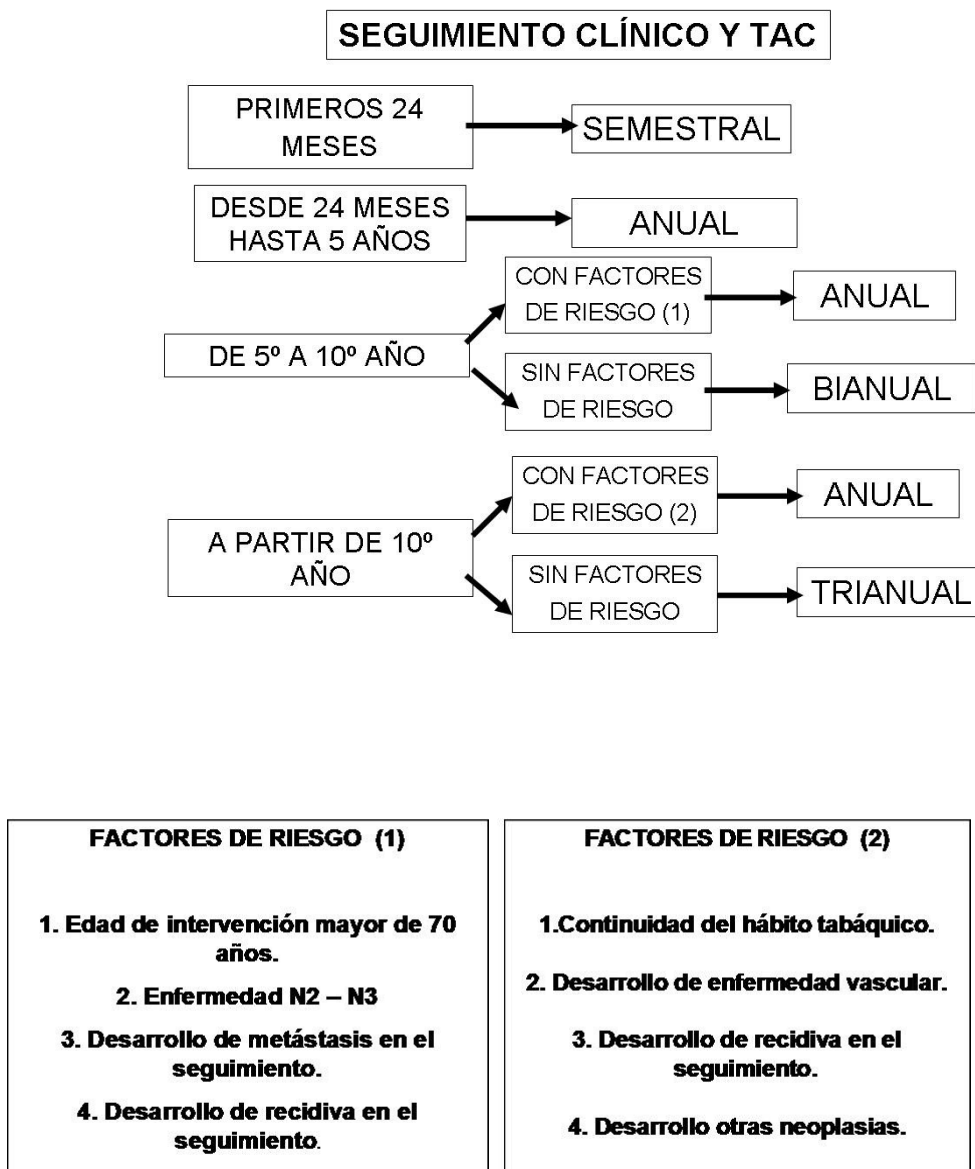 SEGUIMIENTO CLÍNICO Y TAC
PRIMEROS 24
MESES
SEMESTRAL
DESDE 24 MESES
HASTA 5 AÑOS
ANUAL
DE 5º A 10º AÑO
CON FACTORES
DE RIESGO (1)
ANUAL
SIN FACTORES
DE RIESGO
BIANUAL
A PARTIR DE 10º
AÑO
CON FACTORES
DE RIESGO (2)
ANUAL
SIN FACTORES
DE RIESGO
TRIANUAL
FACTORES DE RIESGO (1)
1. Edad de intervención mayor de 70
años.
2. Enfermedad N2 – N3
3. Desarrollo de metástasis en el
seguimiento.
4. Desarrollo de recidiva en el
seguimiento.
FACTORES DE RIESGO (2)
1.Continuidad del hábito tabáquico.
2. Desarrollo de enfermedad vascular.
3. Desarrollo de recidiva en el
seguimiento.
4. Desarrollo otras neoplasias.